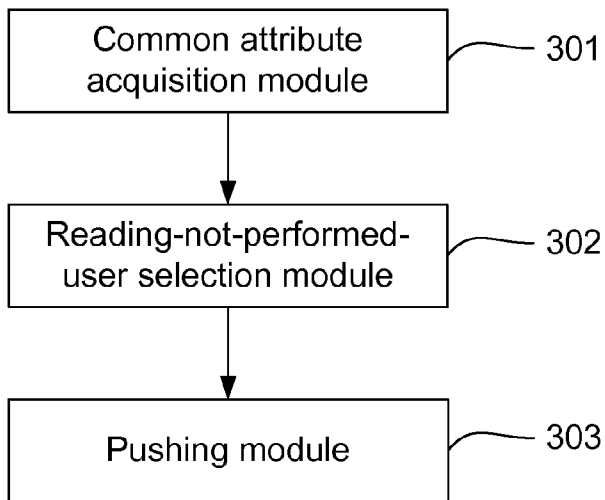 Common attribute
acquisition module
301
Reading-not-performed-
user selection module
302
Pushing module
303